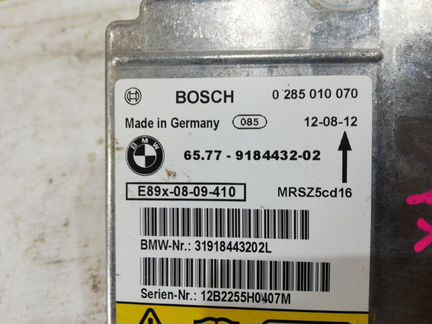 BOSCH 0 285 010 070
Made in Germany 085 12-08-12
BMW 65.77 - 9184432-02
E89x-08-09-410 MRSZ5cd16
BMW-Nr.: 31918443202L
Serien-Nr.: 12B2255H0407M